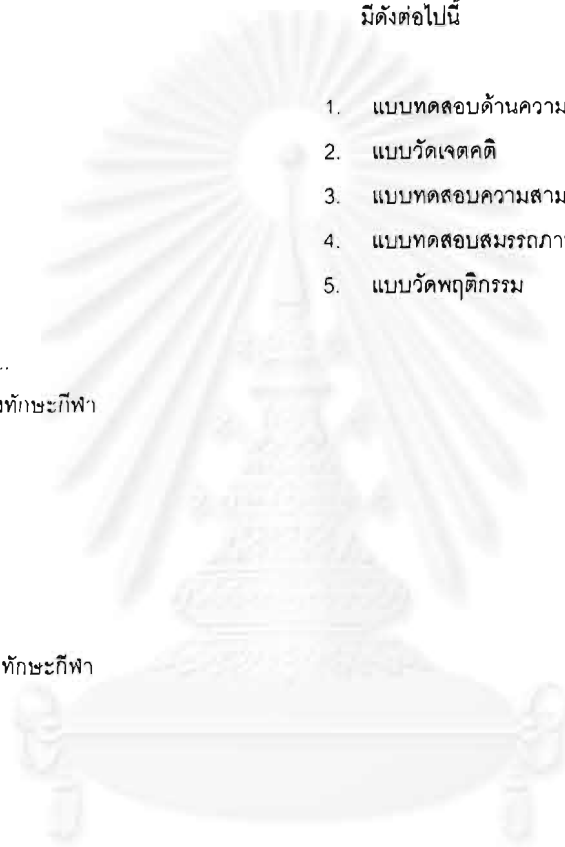 มีดังต่อไปนี้
1. แบบทดสอบด้านความ
2. แบบวัดเจตคติ
3. แบบทดสอบความสาม
4. แบบทดสอบสมรรถภา
5. แบบวัดพฤติกรรม
..
งทักษะกีฬา
ทักษะกีฬา